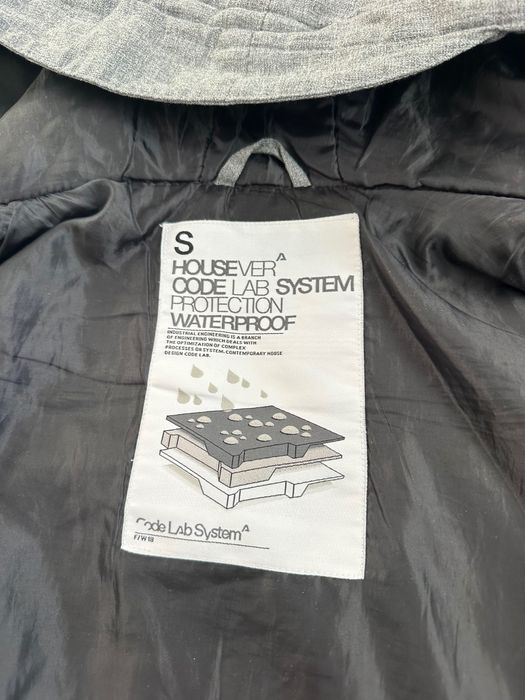 S
HOUSEVER^
CODE LAB SYSTEM
PROTECTION
WATERPROOF
INDUSTRIAL ENGINEERING IS A BRANCH
OF ENGINEERING WHICH DEALS WITH
THE OPTIMIZATION OF COMPLEX
PROCESSES OR SYSTEM. CONTEMPORARY HOUSE
DESIGN CODE LAB.
Code Lab System^
F/W18